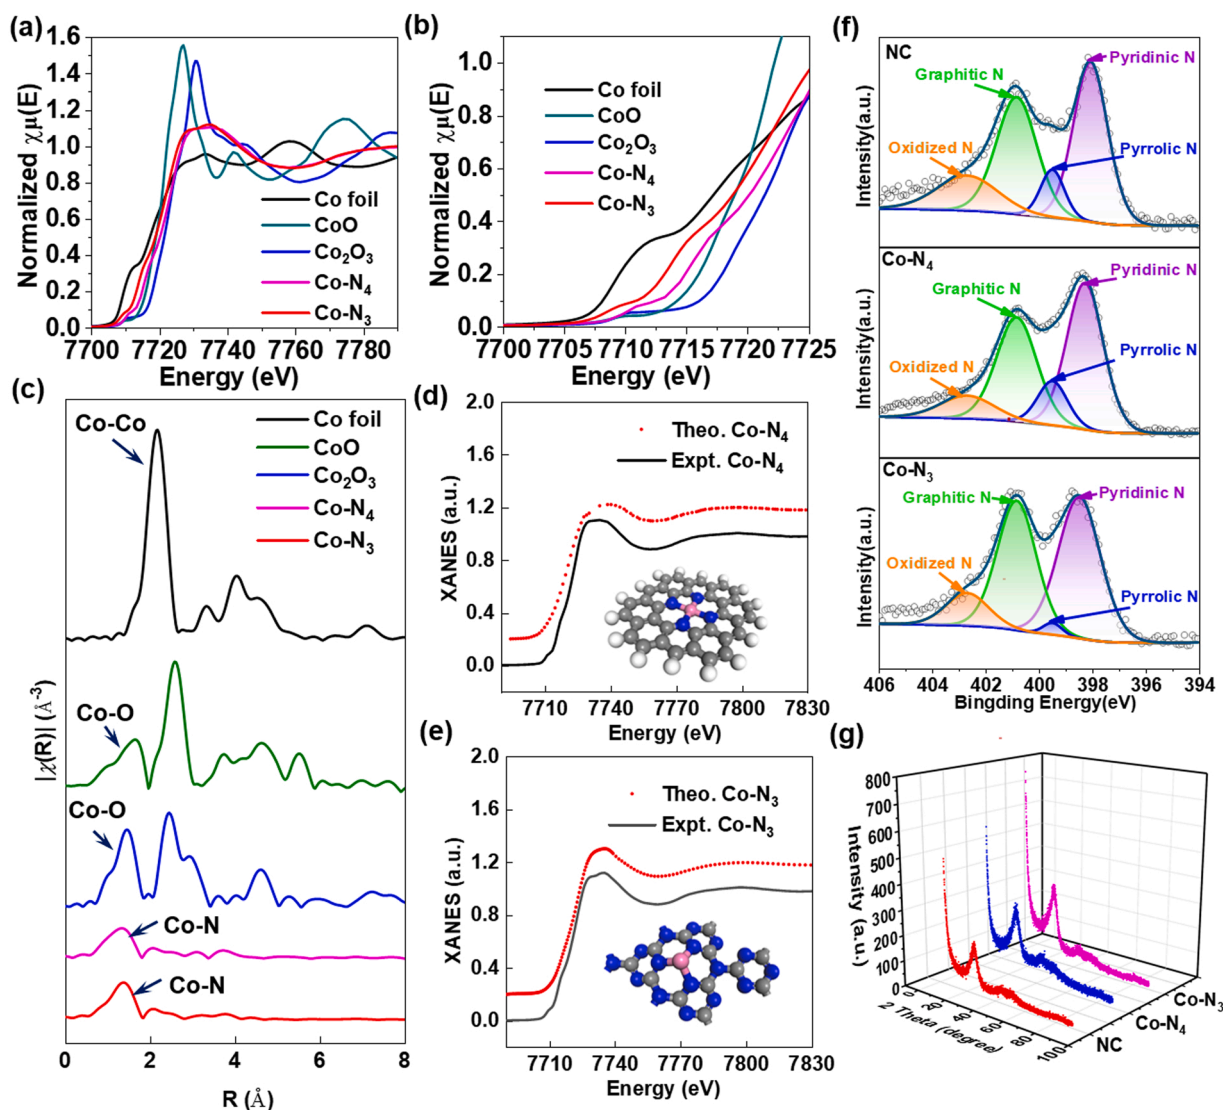 (a)
Normalized χμ(E)
1.6
1.4
1.2
1.0
0.8
0.6
0.4
0.2
0.0
7700 7720 7740 7760 7780
Energy (eV)
Co foil
CoO
Co₂O₃
Co-N₄
Co-N₃
(b)
Normalized χμ(E)
1.0
0.8
0.6
0.4
0.2
0.0
7700 7705 7710 7715 7720 7725
Energy (eV)
Co foil
CoO
Co₂O₃
Co-N₄
Co-N₃
(c)
|χ(R)| (Å⁻³)
Co-Co
Co-O
Co-O
Co-N
Co-N
Co foil
CoO
Co₂O₃
Co-N₄
Co-N₃
0 2 4 6 8
R (Å)
(d)
XANES (a.u.)
2.0
1.6
1.2
0.8
0.4
0.0
Theo. Co-N₄
Expt. Co-N₄
7710 7740 7770 7800 7830
Energy (eV)
(e)
XANES (a.u.)
2.0
1.6
1.2
0.8
0.4
0.0
Theo. Co-N₃
Expt. Co-N₃
7710 7740 7770 7800 7830
Energy (eV)
(f)
NC
Intensity(a.u.)
Graphitic N
Pyridinic N
Oxidized N
Pyrrolic N
Co-N₄
Intensity(a.u.)
Graphitic N
Pyridinic N
Oxidized N
Pyrrolic N
Co-N₃
Intensity(a.u.)
Graphitic N
Pyridinic N
Oxidized N
Pyrrolic N
406 404 402 400 398 396 394
Bingding Energy(eV)
(g)
Intensity (a.u.)
800
700
600
500
400
300
200
100
0
0 20 40 60 80 100
2 Theta (degree)
NC
Co-N₄
Co-N₃